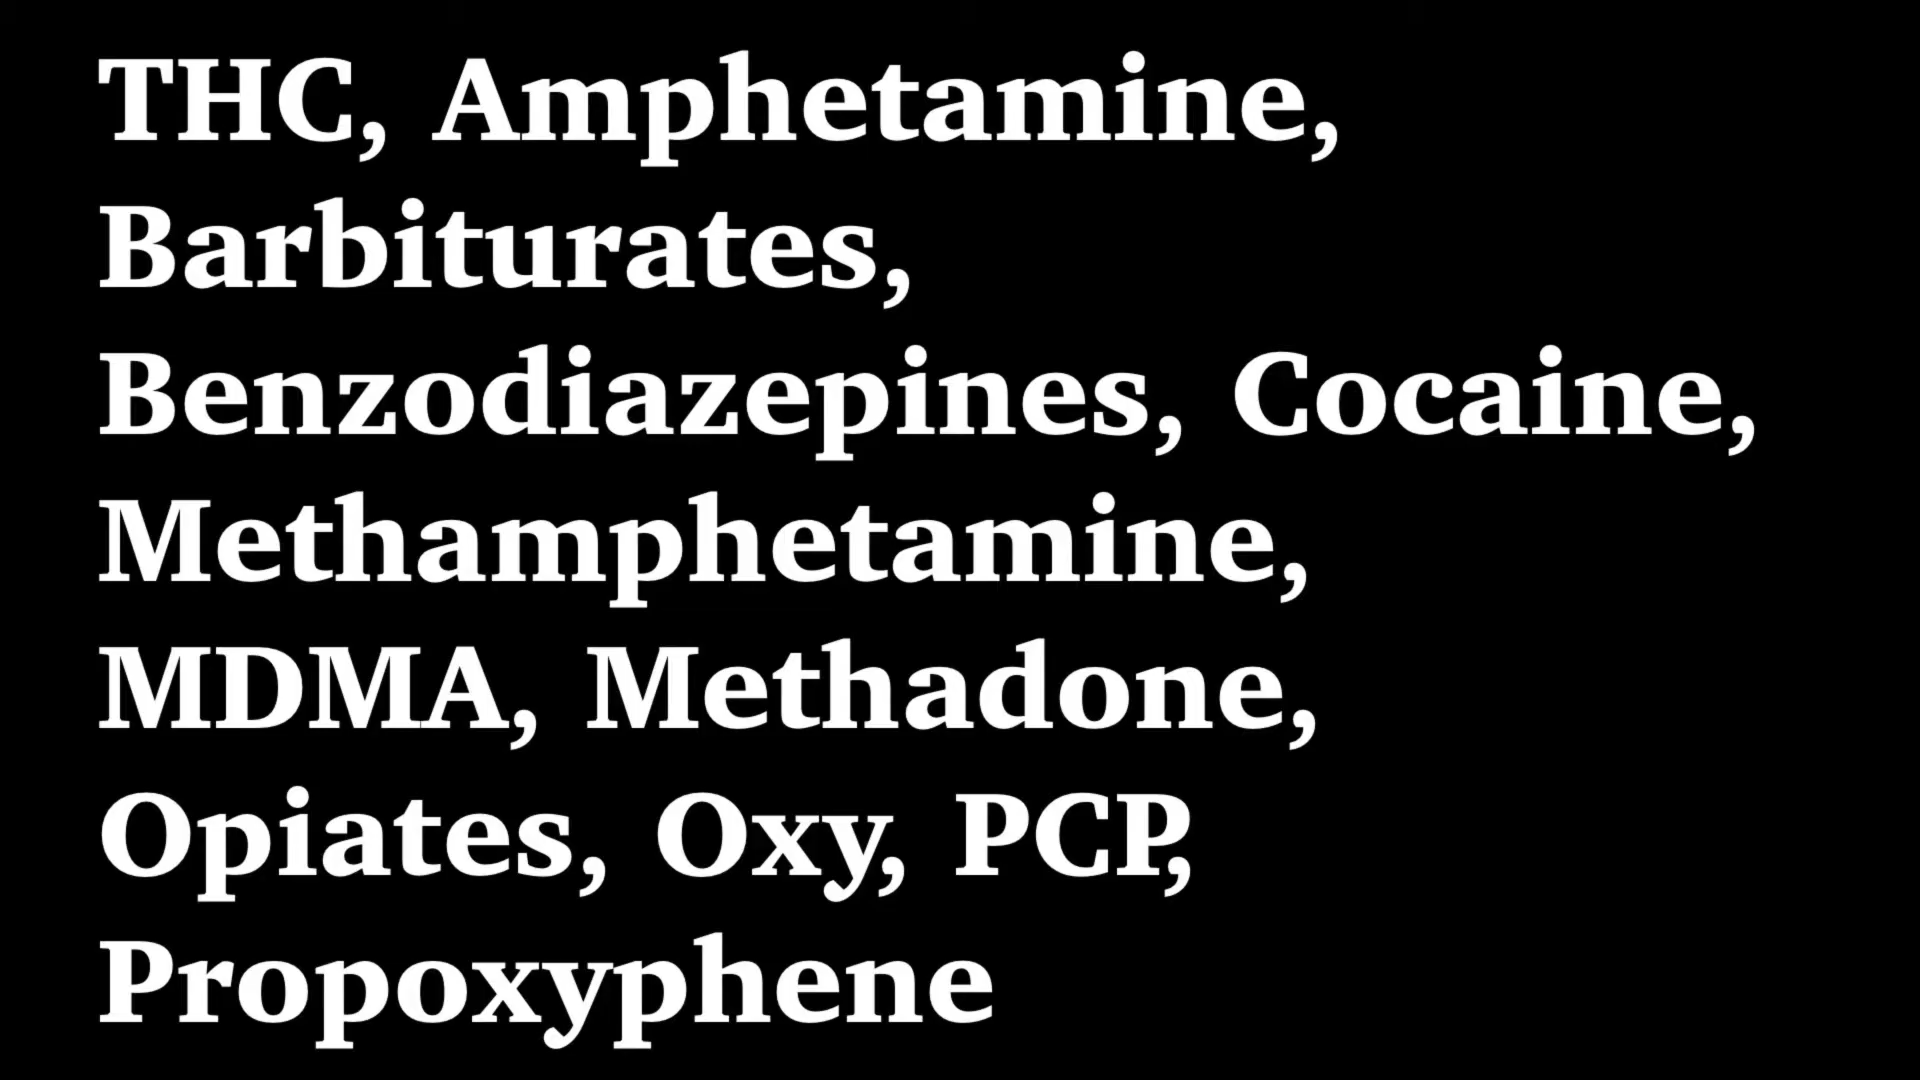 THC, Amphetamine,
Barbiturates,
Benzodiazepines, Cocaine,
Methamphetamine,
MDMA, Methadone,
Opiates, Oxy, PCP,
Propoxyphene